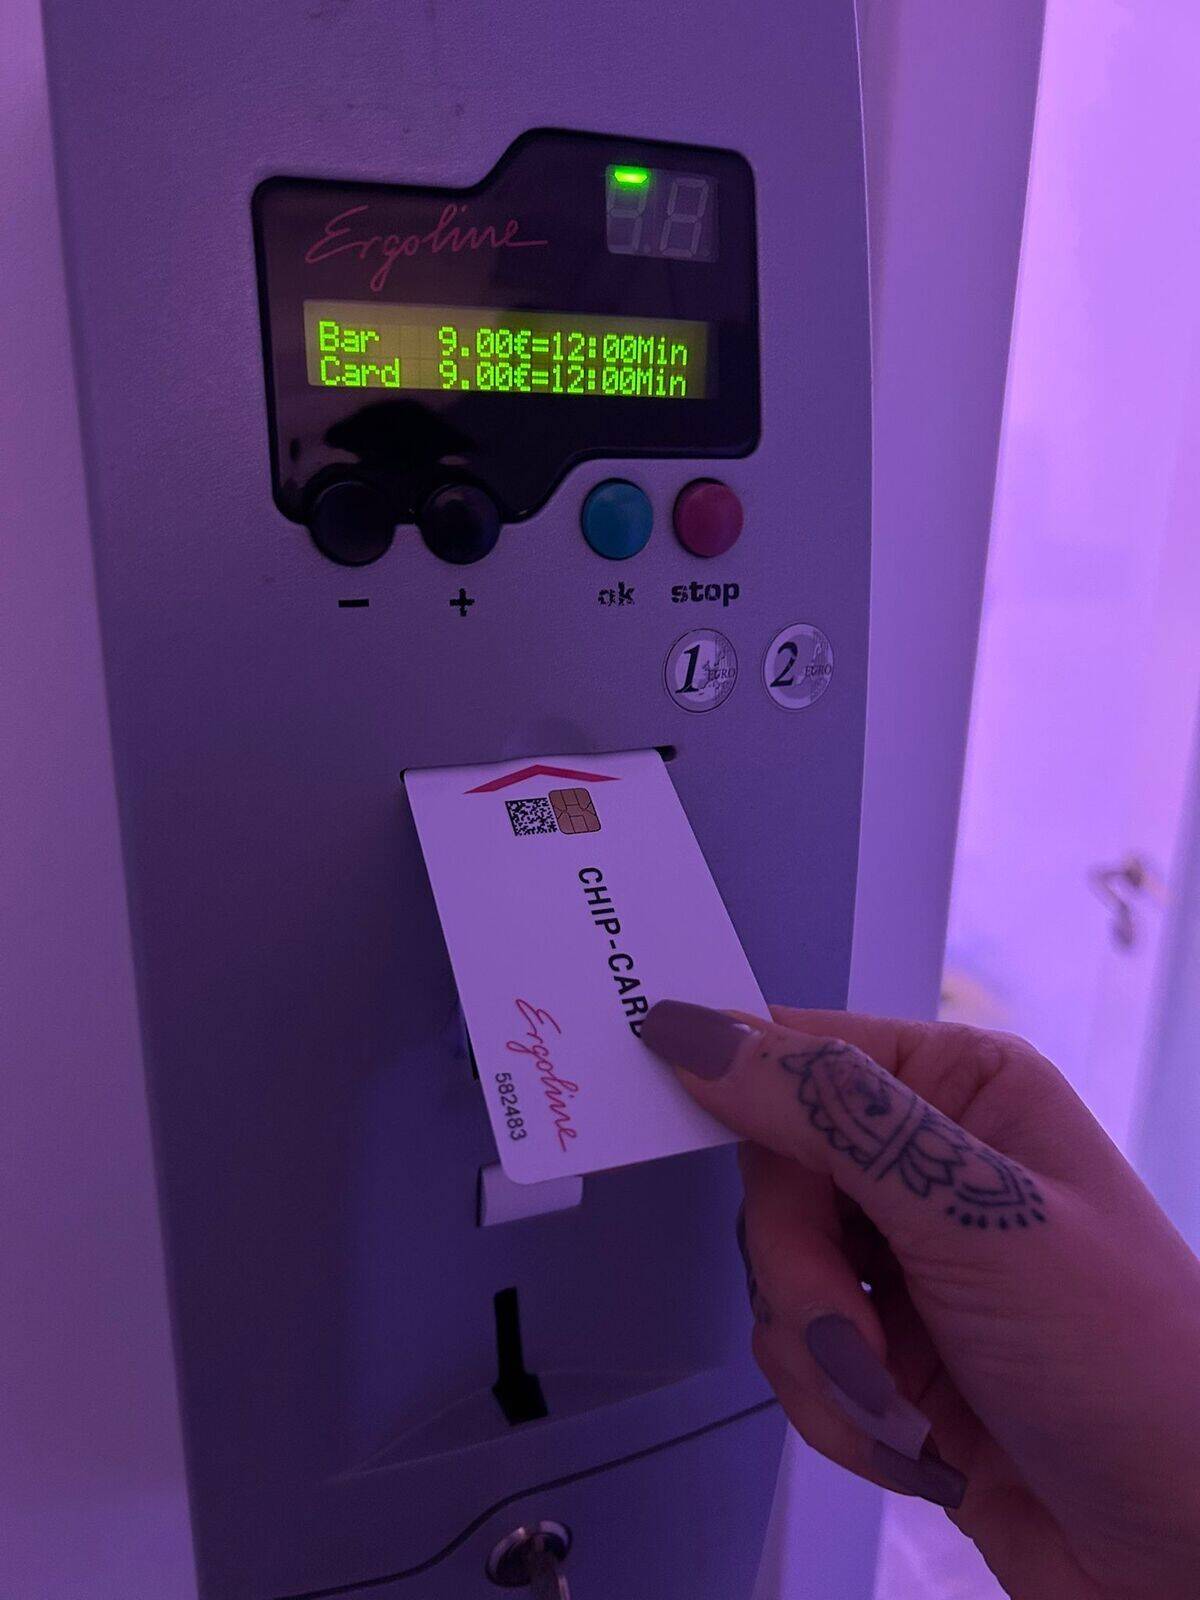 Ergoline
Bar 9.00€=12:00Min
Card 9.00€=12:00Min
- +
ok stop
1 EURO 2 EURO
CHIP-CARD
Ergoline
582483